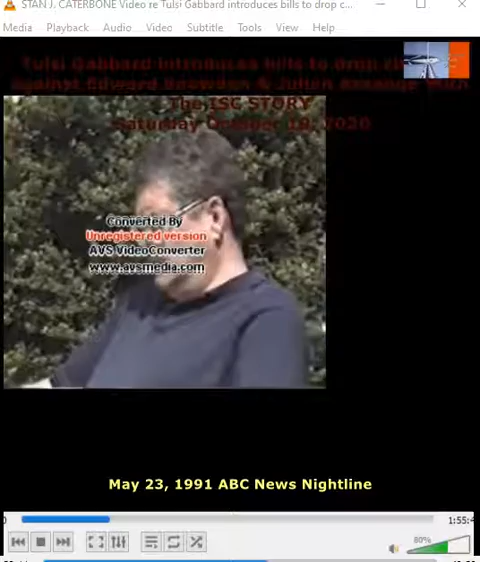 STAN J. CATERBONE Video re Tulsi Gabbard introduces bills to drop c...
Media Playback Audio Video Subtitle Tools View Help
Tulsi Gabbard introduces bills to drop
Against Edward Snowden & Julian Assange With
The ISC STORY
Saturday October 10, 2020
Converted By
Unregistered version
AVS Video Converter
www.avsmedia.com
May 23, 1991 ABC News Nightline
1:55:4
80%